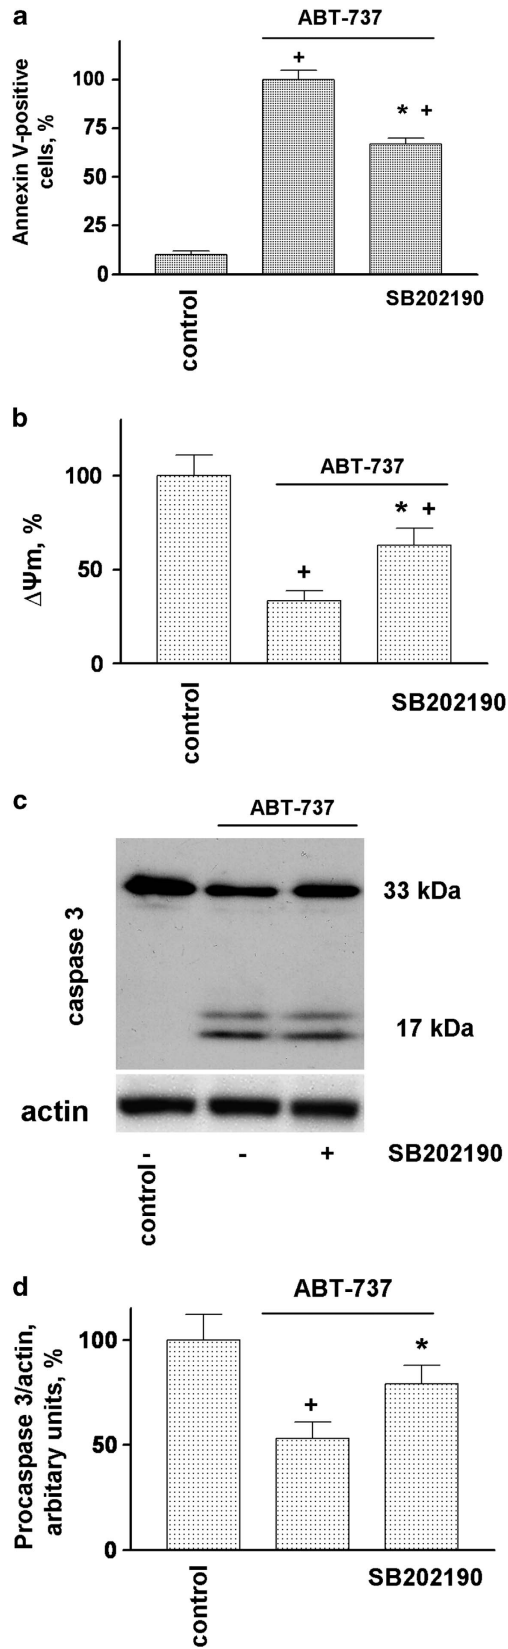 a
ABT-737
Annexin V-positive
cells, %
100
75
50
25
0
+
* +
control
SB202190
b
ABT-737
ΔΨm, %
100
50
0
+
* +
control
SB202190
c
ABT-737
caspase 3
33 kDa
17 kDa
actin
- - + SB202190
control
d
ABT-737
Procaspase 3/actin,
arbitary units, %
100
50
0
+
*
control
SB202190